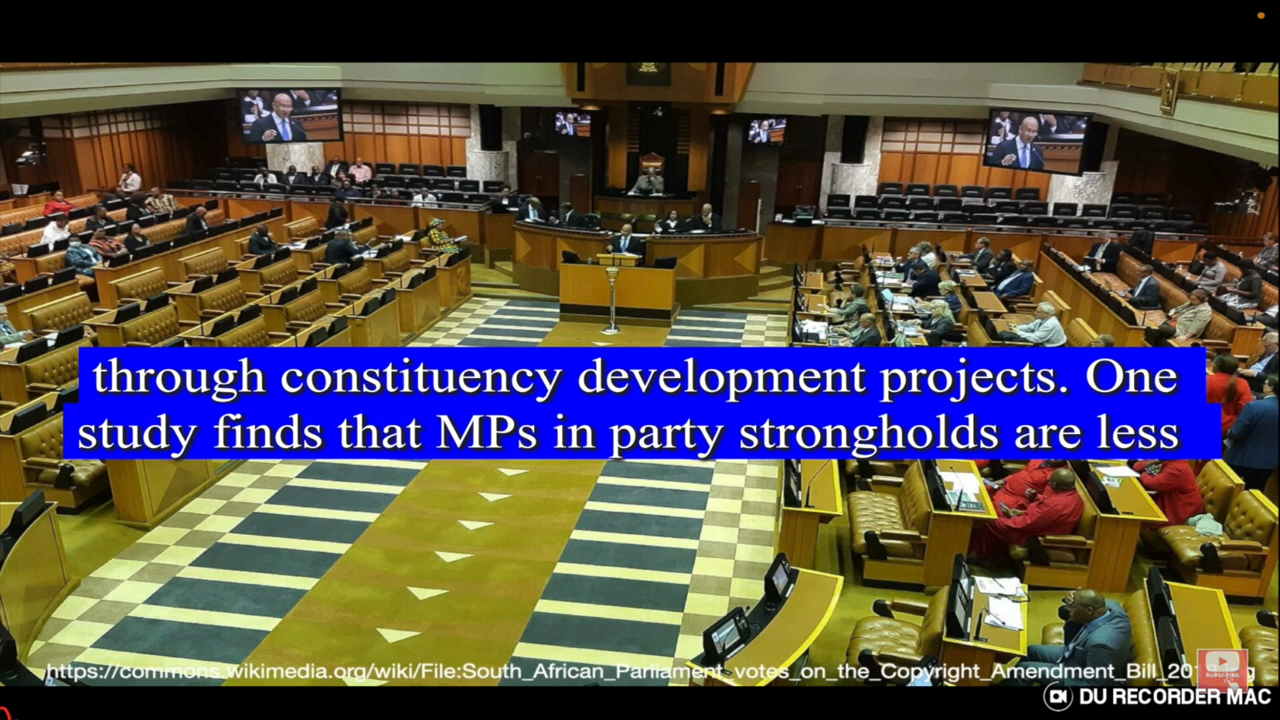 through constituency development projects. One
study finds that MPs in party strongholds are less
https://commons.wikimedia.org/wiki/File:South_African_Parliament_votes_on_the_Copyright_Amendment_Bill_201
SUBSCRIBE
DU RECORDER MAC